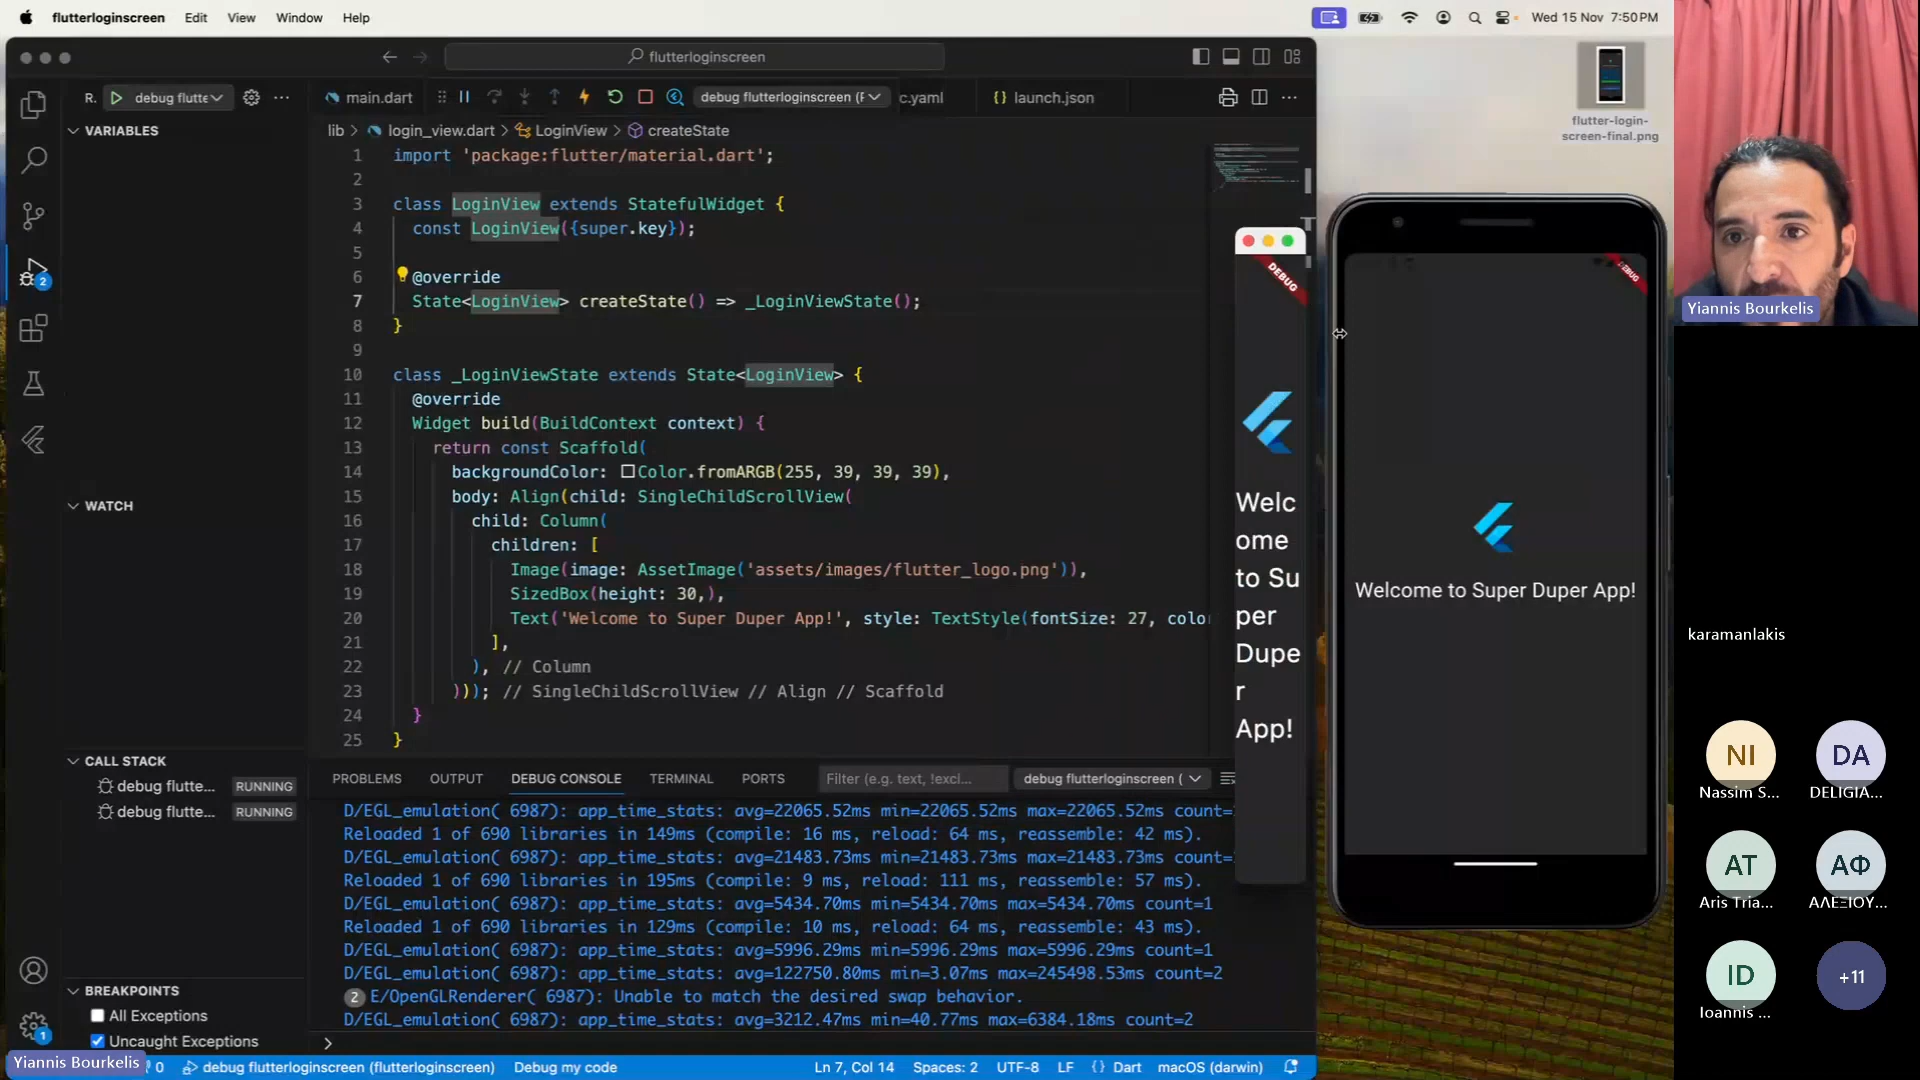 flutterloginscreen Edit View Window Help
Wed 15 Nov 7:50 PM
flutterloginscreen
R. debug flutte
main.dart
debug flutterloginscreen (F
c.yaml
{} launch.json
VARIABLES
lib > login_view.dart > LoginView > createState
1 import 'package:flutter/material.dart';
2
3 class LoginView extends StatefulWidget {
4 const LoginView({super.key});
5
6 @override
7 State<LoginView> createState() => _LoginViewState();
8 }
9
10 class _LoginViewState extends State<LoginView> {
11 @override
12 Widget build(BuildContext context) {
13 return const Scaffold(
14 backgroundColor: Color.fromARGB(255, 39, 39, 39),
15 body: Align(child: SingleChildScrollView(
16 child: Column(
17 children: [
18 Image(image: AssetImage('assets/images/flutter_logo.png')),
19 SizedBox(height: 30,),
20 Text('Welcome to Super Duper App!', style: TextStyle(fontSize: 27, color
21 ],
22 ), // Column
23 ))); // SingleChildScrollView // Align // Scaffold
24 }
25 }
2
WATCH
CALL STACK
debug flutte... RUNNING
debug flutte... RUNNING
BREAKPOINTS
All Exceptions
Uncaught Exceptions
1
PROBLEMS OUTPUT DEBUG CONSOLE TERMINAL PORTS
Filter (e.g. text, !excl...
debug flutterloginscreen (
D/EGL_emulation( 6987): app_time_stats: avg=22065.52ms min=22065.52ms max=22065.52ms count=
Reloaded 1 of 690 libraries in 149ms (compile: 16 ms, reload: 64 ms, reassemble: 42 ms).
D/EGL_emulation( 6987): app_time_stats: avg=21483.73ms min=21483.73ms max=21483.73ms count=
Reloaded 1 of 690 libraries in 195ms (compile: 9 ms, reload: 111 ms, reassemble: 57 ms).
D/EGL_emulation( 6987): app_time_stats: avg=5434.70ms min=5434.70ms max=5434.70ms count=1
Reloaded 1 of 690 libraries in 129ms (compile: 10 ms, reload: 64 ms, reassemble: 43 ms).
D/EGL_emulation( 6987): app_time_stats: avg=5996.29ms min=5996.29ms max=5996.29ms count=1
D/EGL_emulation( 6987): app_time_stats: avg=122750.80ms min=3.07ms max=245498.53ms count=2
2 E/OpenGLRenderer( 6987): Unable to match the desired swap behavior.
D/EGL_emulation( 6987): app_time_stats: avg=3212.47ms min=40.77ms max=6384.18ms count=2
>
Yiannis Bourkelis
0 debug flutterloginscreen (flutterloginscreen) Debug my code
Ln 7, Col 14 Spaces: 2 UTF-8 LF {} Dart macOS (darwin)
DEBUG
Welc
ome
to Su
per
Dupe
r
App!
flutter-login-
screen-final.png
Welcome to Super Duper App!
Yiannis Bourkelis
karamanlakis
NI
Nassim S...
DA
DELIGIA...
AT
Aris Tria...
ΑΦ
ΑΛΕΞΙΟΥ...
ID
Ioannis ...
+11